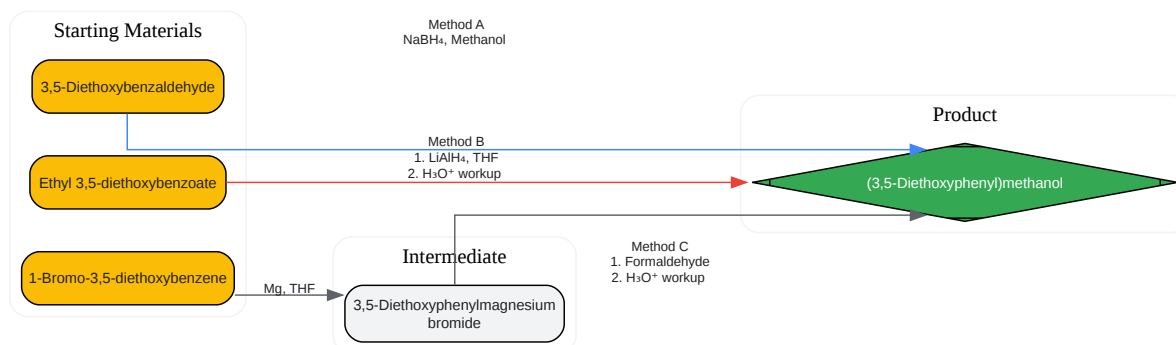 Starting Materials
3,5-Diethoxybenzaldehyde
Ethyl 3,5-diethoxybenzoate
1-Bromo-3,5-diethoxybenzene
Method A
NaBH₄, Methanol
Method B
1. LiAlH₄, THF
2. H₃O⁺ workup
Mg, THF
Intermediate
3,5-Diethoxyphenylmagnesium
bromide
Method C
1. Formaldehyde
2. H₃O⁺ workup
Product
(3,5-Diethoxyphenyl)methanol